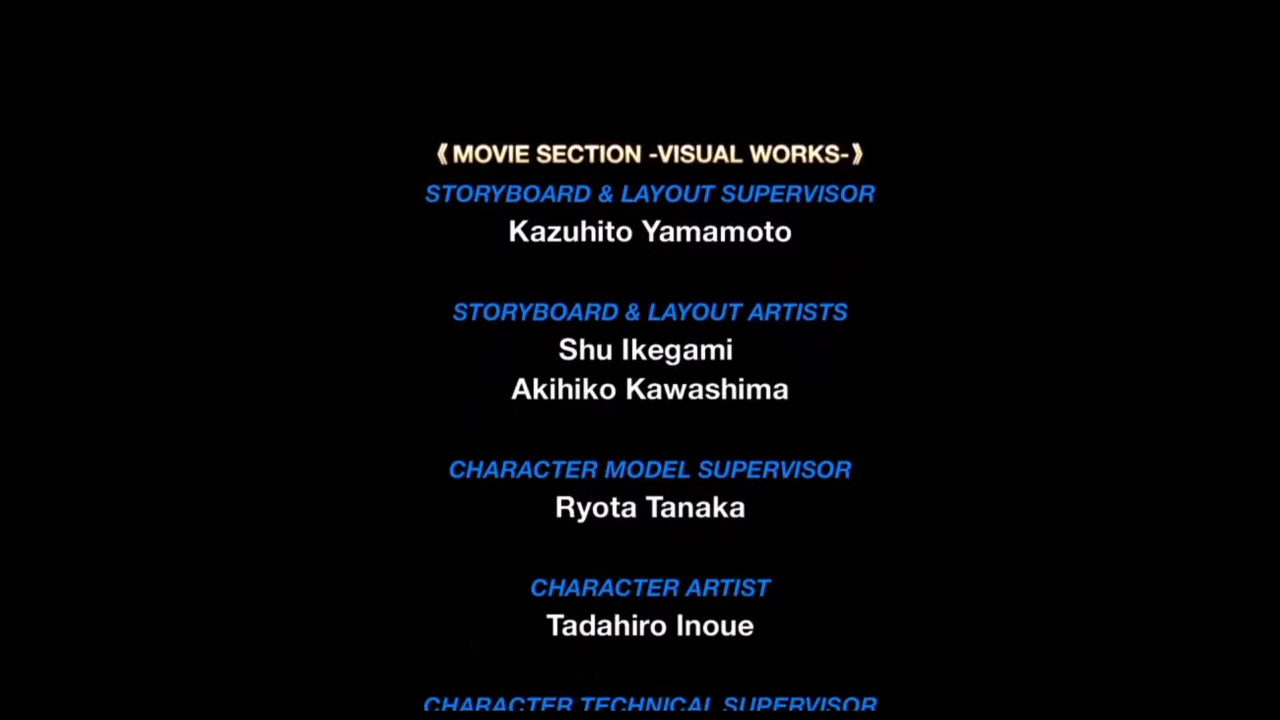 《MOVIE SECTION -VISUAL WORKS-》
STORYBOARD & LAYOUT SUPERVISOR
Kazuhito Yamamoto
STORYBOARD & LAYOUT ARTISTS
Shu Ikegami
Akihiko Kawashima
CHARACTER MODEL SUPERVISOR
Ryota Tanaka
CHARACTER ARTIST
Tadahiro Inoue
CHARACTER TECHNICAL SUPERVISOR